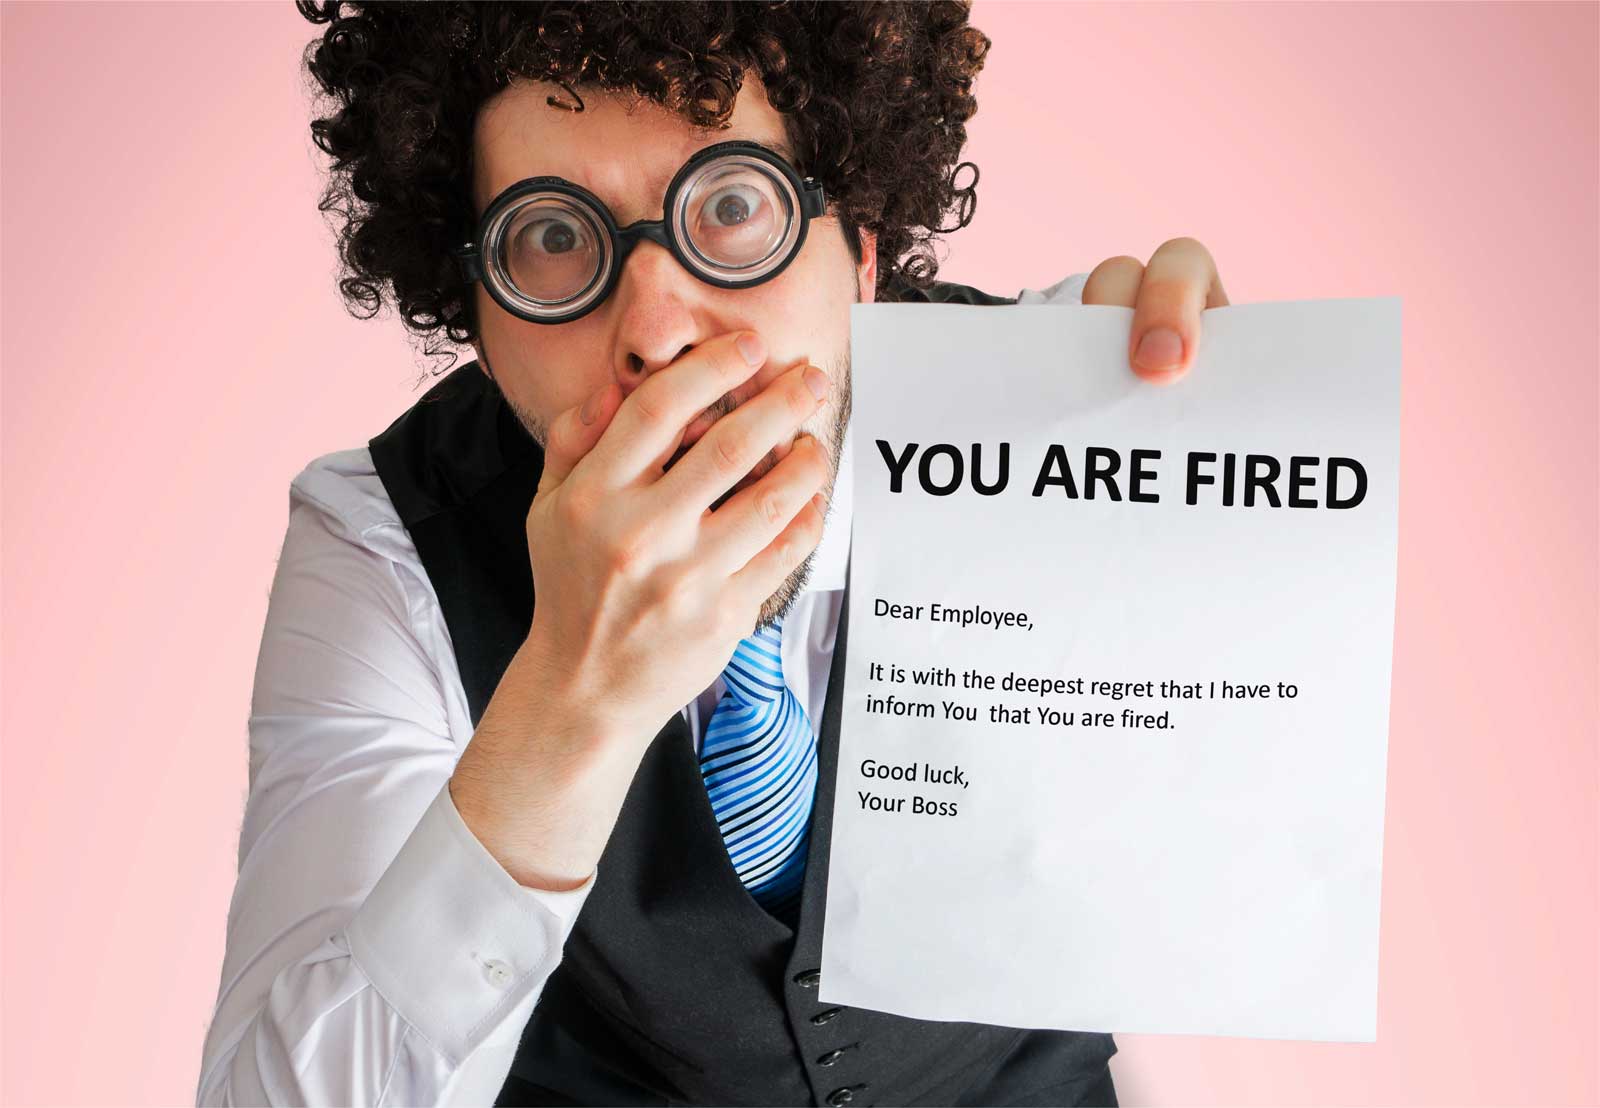 YOU ARE FIRED
Dear Employee,
It is with the deepest regret that I have to
inform You  that You are fired.
Good luck,
Your Boss